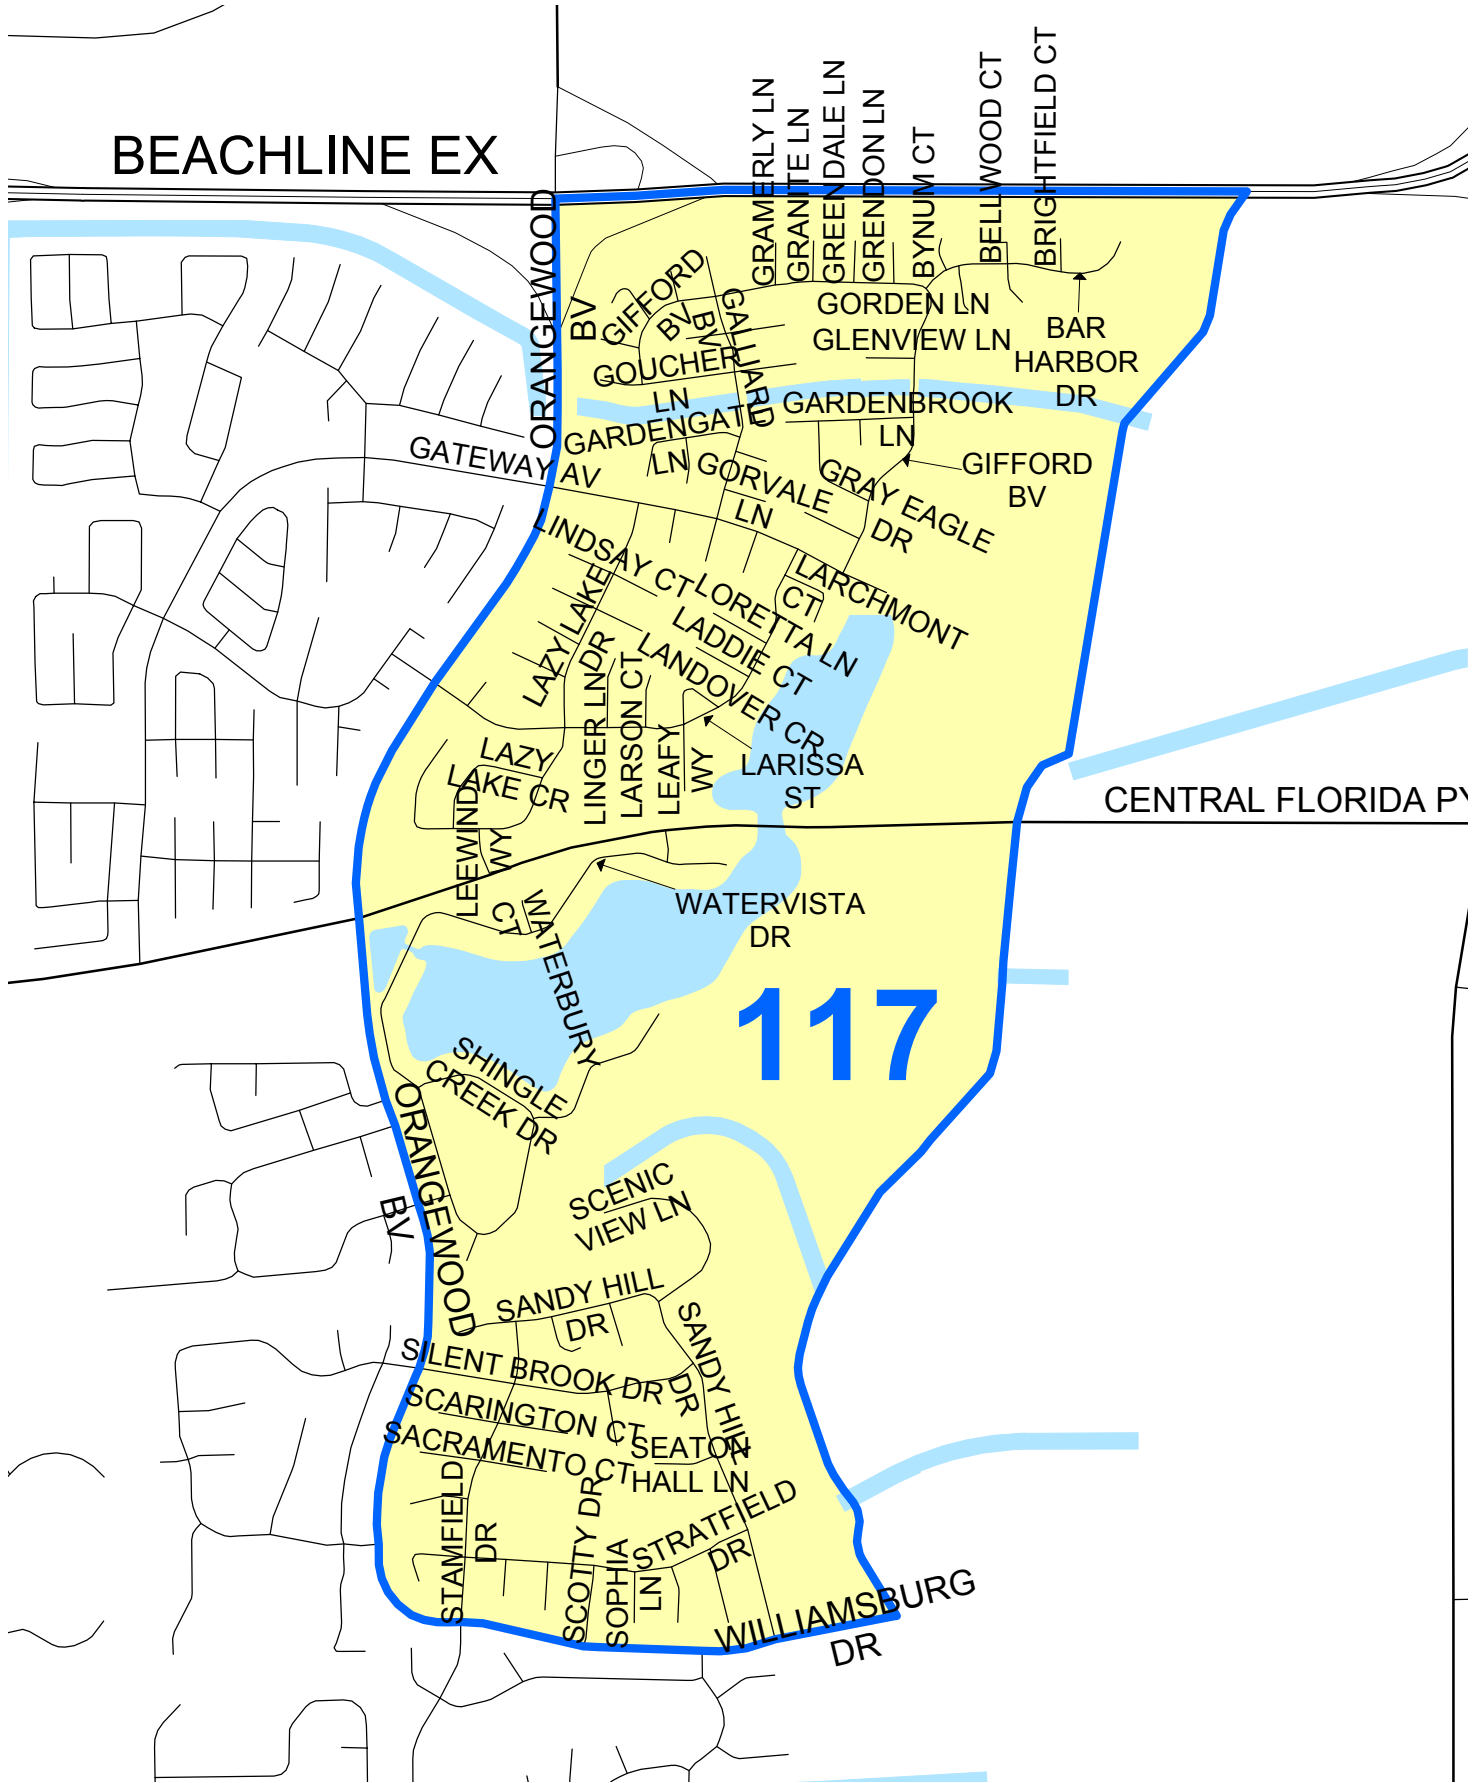 BEACHLINE EX
GRAMERLY LN
GRANITE LN
GREENDALE LN
GRENDON LN
BYNUM CT
BELLWOOD CT
BRIGHTFIELD CT
ORANGEWOOD
BV
GIFFORD
BV
GALLIARD
BV
GORDEN LN
GLENVIEW LN
BAR
HARBOR
DR
GOUCHER
LN
GARDENBROOK
LN
GARDENGATE
LN
GATEWAY AV
GORVALE
LN
GRAY EAGLE
DR
GIFFORD
BV
LINDSAY CT
LARCHMONT
CT
LORETTA LN
LAZY LAKE
DR
LADDIE CT
LANDOVER CR
LINGER LN
LARSON CT
LEAFY
WY
LARISSA
ST
LAZY
LAKE CR
CENTRAL FLORIDA PY
LEEWIND
WY
WATERVISTA
DR
WATERBURY
CT
117
SHINGLE
CREEK DR
ORANGEWOOD
BV
SCENIC
VIEW LN
SANDY HILL
DR
SANDY HILL
DR
SILENT BROOK DR
SCARINGTON CT
SACRAMENTO CT
SEATON
HALL LN
STAMFIELD
DR
SCOTTY DR
SOPHIA
LN
STRATFIELD
DR
WILLIAMSBURG
DR